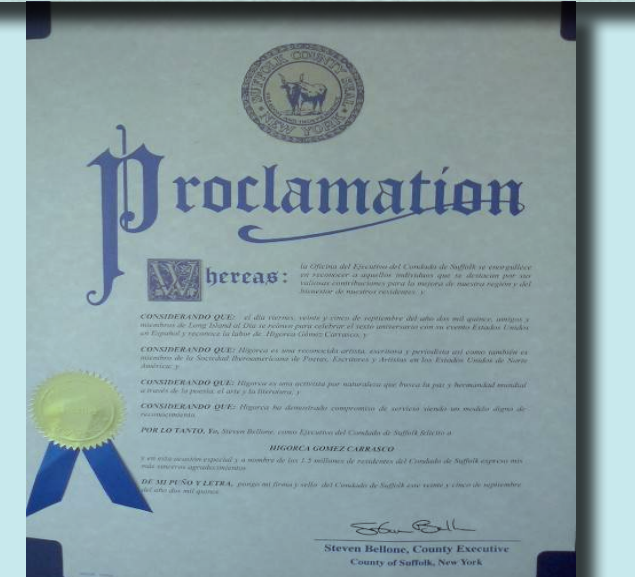 SUFFOLK COUNTY SEAL
NEW YORK
Proclamation
Whereas:
la Oficina del Ejecutivo del Condado de Suffolk se enorgullece
en reconocer a aquellos individuos que se destacan por sus
valiosas contribuciones para la mejora de nuestra región y del
bienestar de nuestros residentes. y
CONSIDERANDO QUE: el día viernes, veinte y cinco de septiembre del año dos mil quince, amigos y
miembros de Long Island al Dia se reúnen para celebrar el sexto aniversario con su evento Estados Unidos
en Español y reconoce la labor de Higorca Gómez Carrasco, y
CONSIDERANDO QUE: Higorca es una reconocida artista, escritora y periodista así como también es
miembro de la Sociedad Iberoamericana de Poetas, Escritores y Artistas en los Estados Unidos de Norte
América; y
CONSIDERANDO QUE: Higorca es una activista por naturaleza que busca la paz y hermandad mundial
a través de la poesía, el arte y la literatura, y
CONSIDERANDO QUE: Higorca ha demostrado compromiso de servicio siendo un modelo digno de
reconocimiento.
POR LO TANTO, Yo, Steven Bellone, como Ejecutivo del Condado de Suffolk felicito a
HIGORCA GOMEZ CARRASCO
y en esta ocasión especial y a nombre de los 1.5 millones de residentes del Condado de Suffolk expreso mis
más sinceros agradecimientos
DE MI PUÑO Y LETRA, pongo mi firma y sello del Condado de Suffolk este veinte y cinco de septiembre
del año dos mil quince
Steven Bellone, County Executive
County of Suffolk, New York